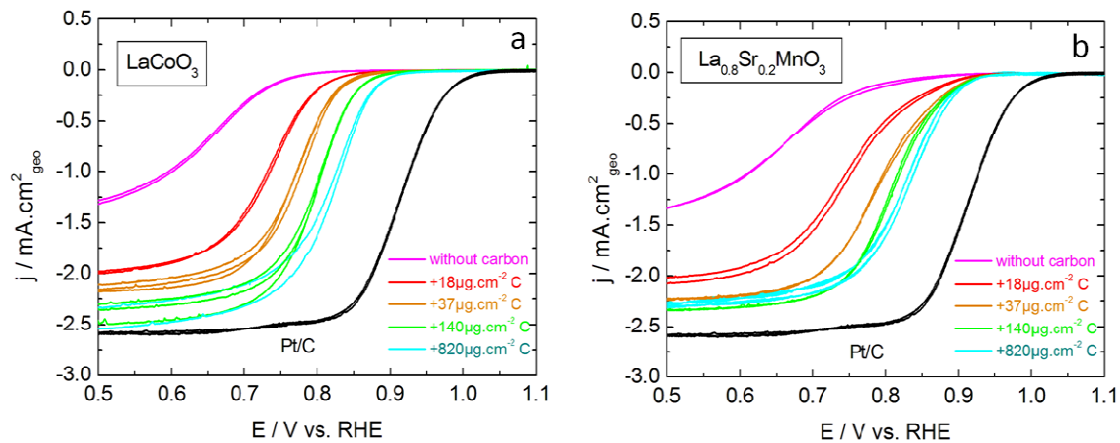 a
LaCoO₃
0.5
0.0
-0.5
-1.0
-1.5
-2.0
-2.5
-3.0
j / mA.cm²geo
without carbon
+18µg.cm⁻² C
+37µg.cm⁻² C
+140µg.cm⁻² C
+820µg.cm⁻² C
Pt/C
0.5 0.6 0.7 0.8 0.9 1.0 1.1
E / V vs. RHE
b
La₀.₈Sr₀.₂MnO₃
0.5
0.0
-0.5
-1.0
-1.5
-2.0
-2.5
-3.0
j / mA.cm²geo
without carbon
+18µg.cm⁻² C
+37µg.cm⁻² C
+140µg.cm⁻² C
+820µg.cm⁻² C
Pt/C
0.5 0.6 0.7 0.8 0.9 1.0 1.1
E / V vs. RHE